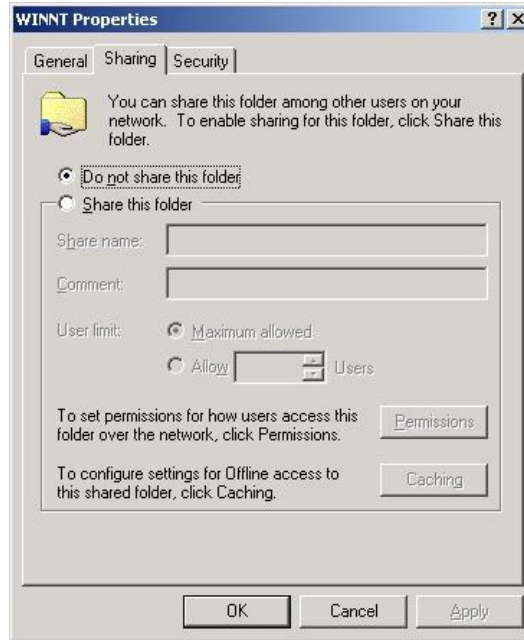 WINNT Properties
General Sharing Security
You can share this folder among other users on your
network. To enable sharing for this folder, click Share this
folder.
Do not share this folder
Share this folder
Share name:
Comment:
User limit: Maximum allowed
Allow Users
To set permissions for how users access this
folder over the network, click Permissions.
Permissions
To configure settings for Offline access to
this shared folder, click Caching.
Caching
OK Cancel Apply